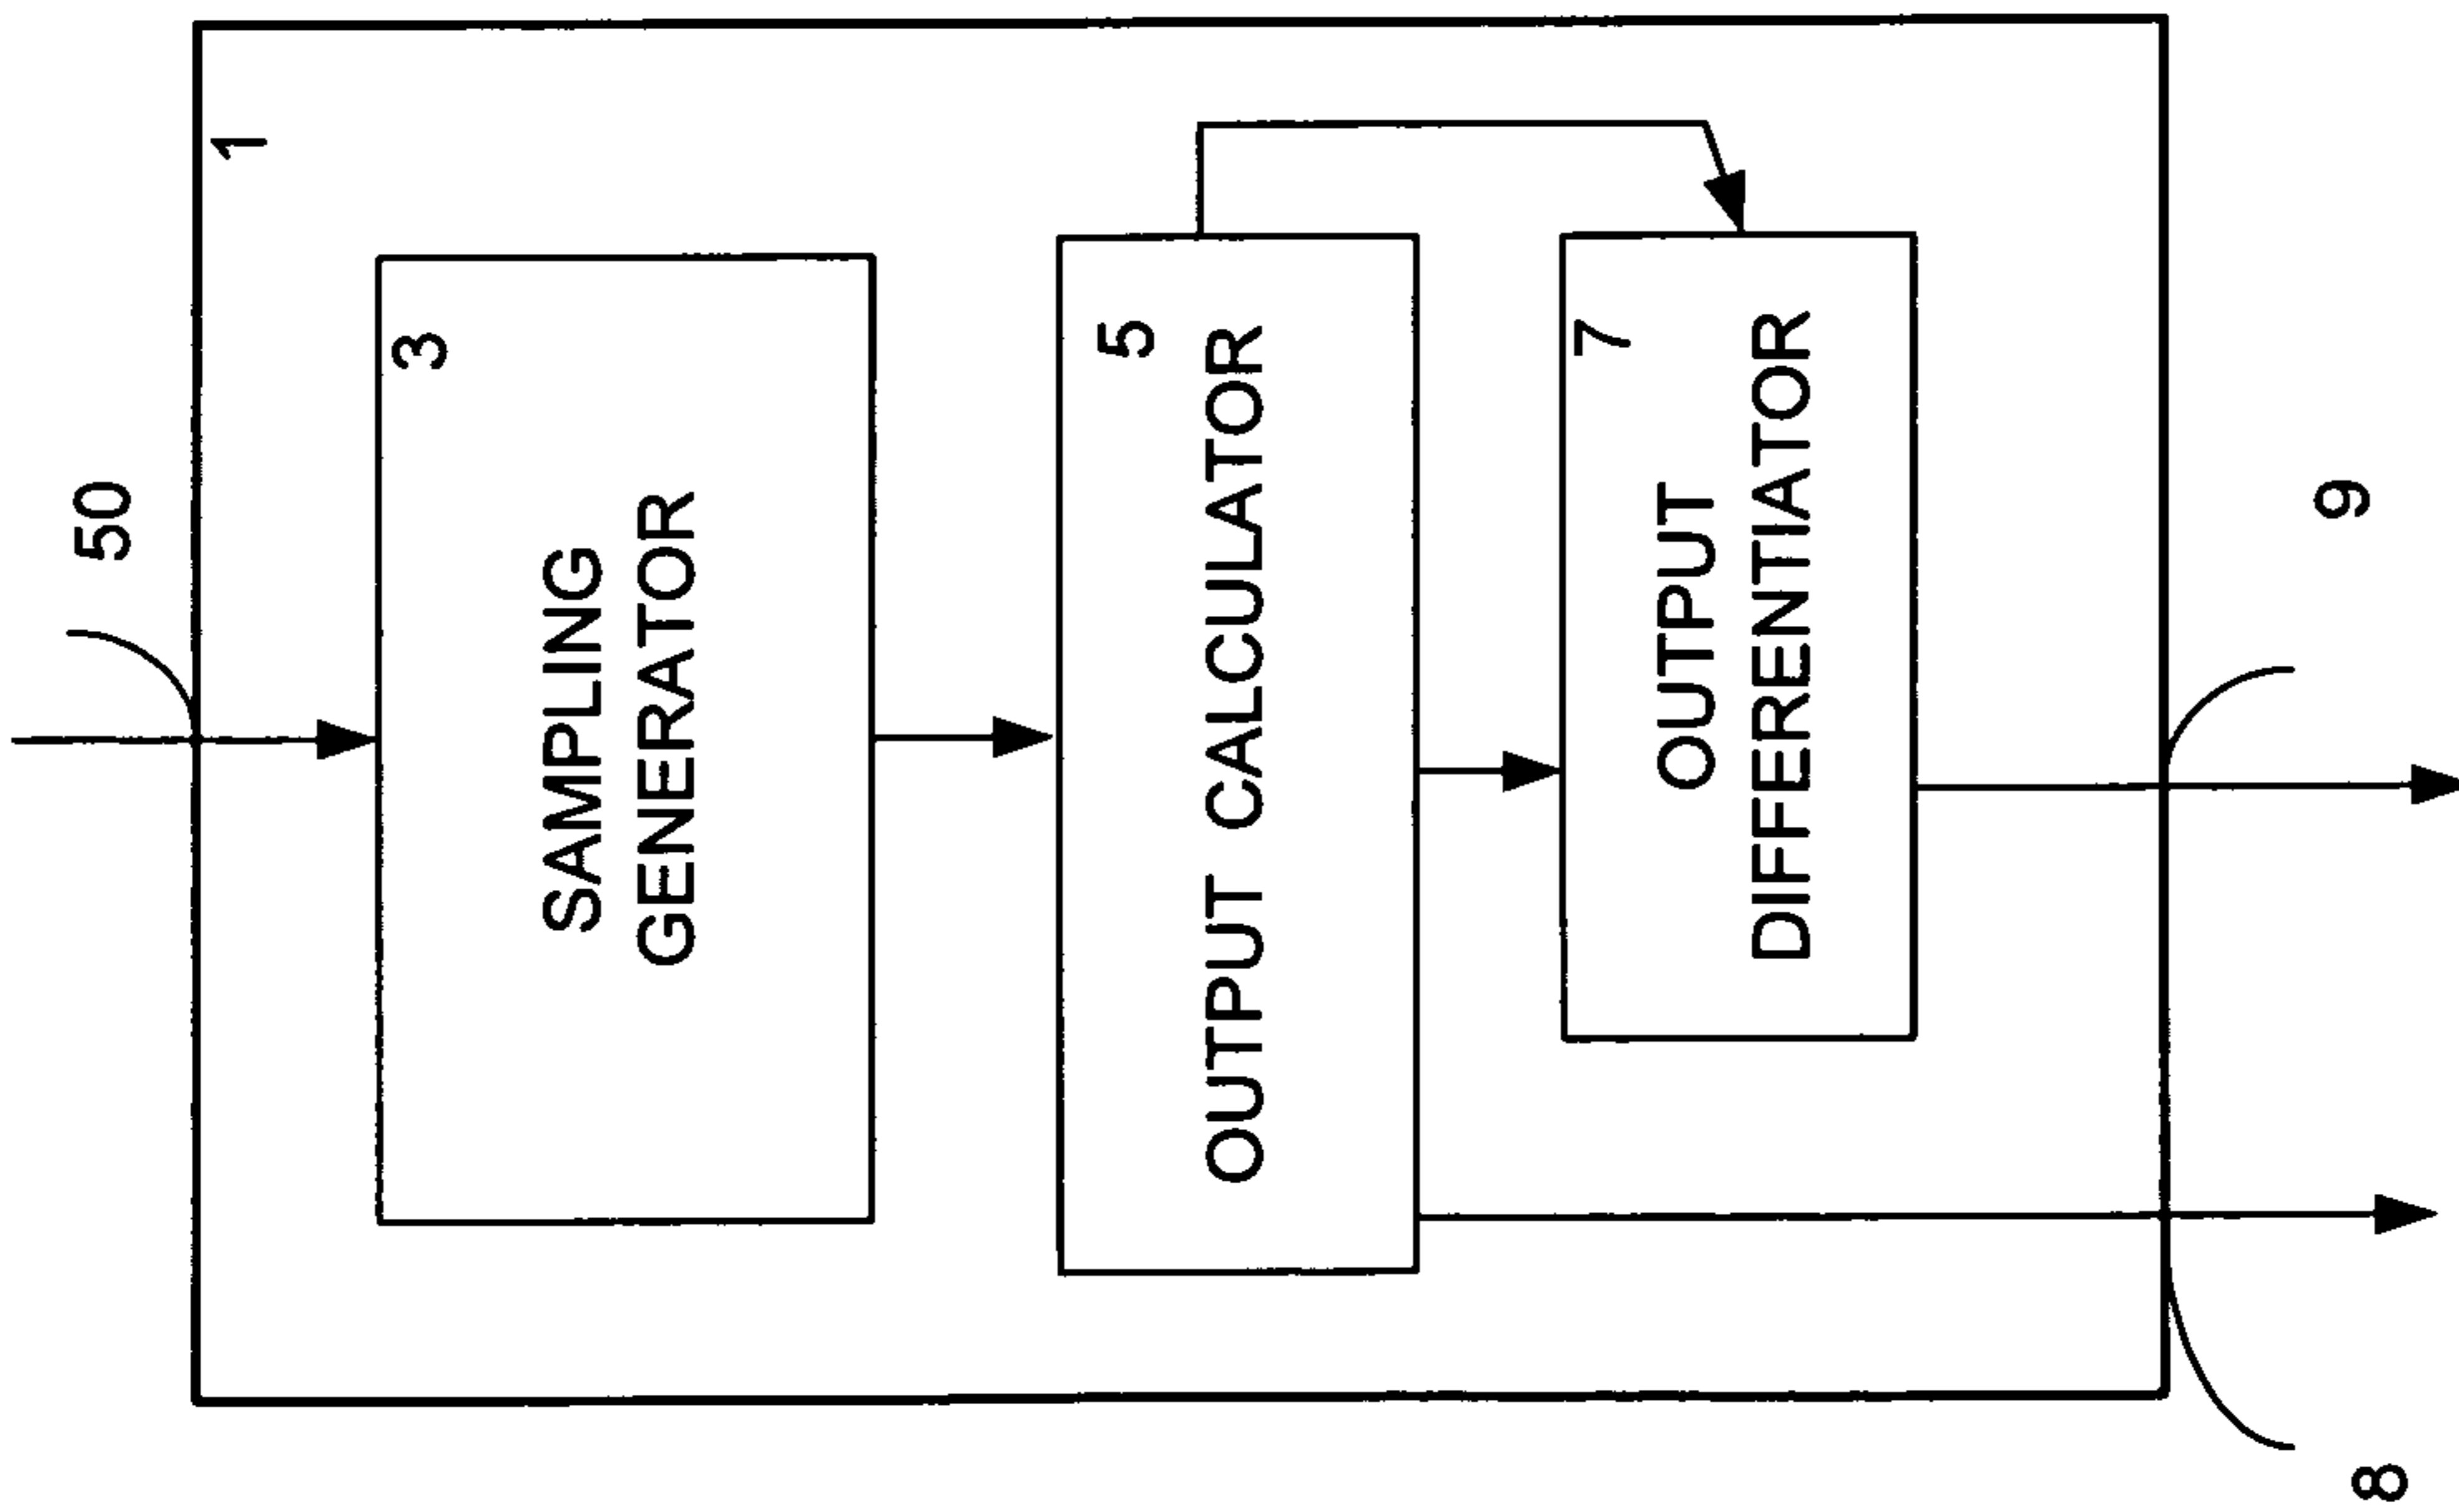 50
1
3
SAMPLING
GENERATOR
5
OUTPUT CALCULATOR
7
OUTPUT
DIFFERENTIATOR
8
9